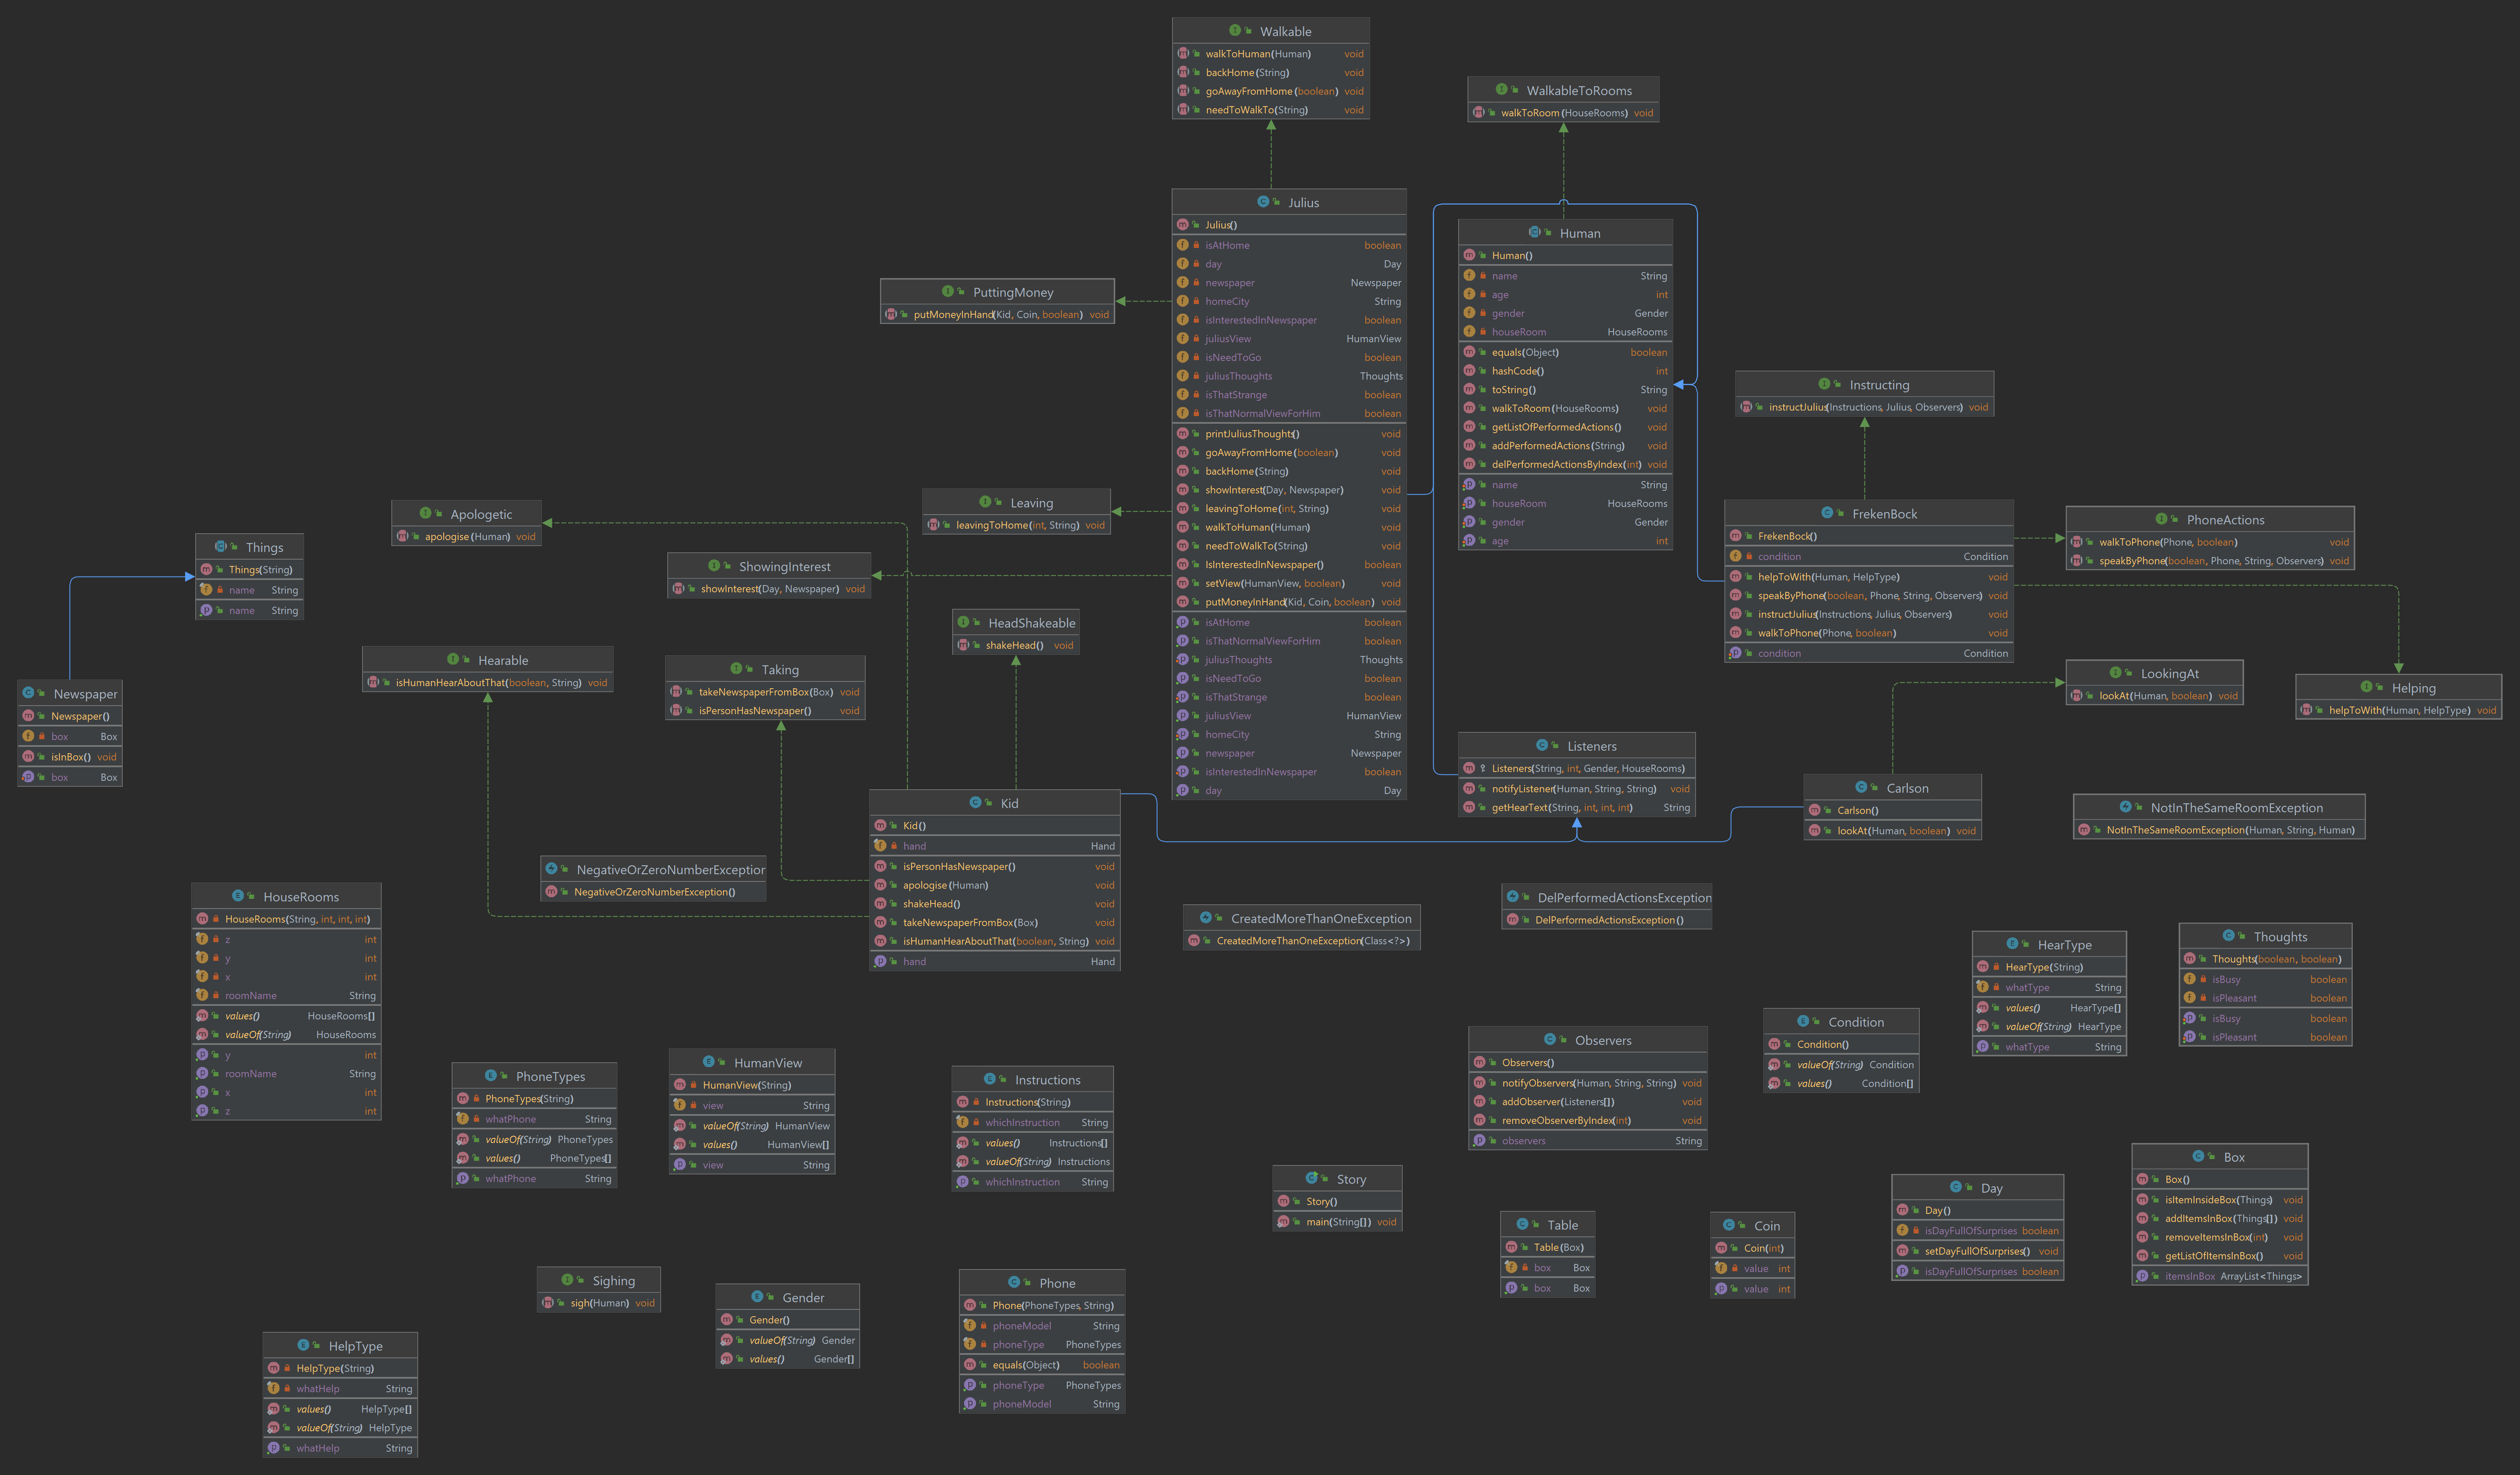 Walkable
walkToHuman(Human) void
backHome(String) void
goAwayFromHome(boolean) void
needToWalkTo(String) void
WalkableToRooms
walkToRoom(HouseRooms) void
Julius
Julius()
isAtHome boolean
day Day
newspaper Newspaper
homeCity String
isInterestedInNewspaper boolean
juliusView HumanView
isNeedToGo boolean
juliusThoughts Thoughts
isThatStrange boolean
isThatNormalViewForHim boolean
printJuliusThoughts() void
goAwayFromHome(boolean) void
backHome(String) void
showInterest(Day, Newspaper) void
leavingToHome(int, String) void
walkToHuman(Human) void
needToWalkTo(String) void
IsInterestedInNewspaper() boolean
setView(HumanView, boolean) void
putMoneyInHand(Kid, Coin, boolean) void
isAtHome boolean
isThatNormalViewForHim boolean
juliusThoughts Thoughts
isNeedToGo boolean
isThatStrange boolean
juliusView HumanView
homeCity String
newspaper Newspaper
isInterestedInNewspaper boolean
day Day
Human
Human()
name String
age int
gender Gender
houseRoom HouseRooms
equals(Object) boolean
hashCode() int
toString() String
walkToRoom(HouseRooms) void
getListOfPerformedActions() void
addPerformedActions(String) void
delPerformedActionsByIndex(int) void
name String
houseRoom HouseRooms
gender Gender
age int
PuttingMoney
putMoneyInHand(Kid, Coin, boolean) void
Instructing
instructJulius(Instructions, Julius, Observers) void
Leaving
leavingToHome(int, String) void
Apologetic
apologise(Human) void
FrekenBock
FrekenBock()
condition Condition
helpToWith(Human, HelpType) void
speakByPhone(boolean, Phone, String, Observers) void
instructJulius(Instructions, Julius, Observers) void
walkToPhone(Phone, boolean) void
condition Condition
PhoneActions
walkToPhone(Phone, boolean) void
speakByPhone(boolean, Phone, String, Observers) void
Things
Things(String)
name String
name String
ShowingInterest
showInterest(Day, Newspaper) void
HeadShakeable
shakeHead() void
Hearable
isHumanHearAboutThat(boolean, String) void
Taking
takeNewspaperFromBox(Box) void
isPersonHasNewspaper() void
LookingAt
lookAt(Human, boolean) void
Helping
helpToWith(Human, HelpType) void
Newspaper
Newspaper()
box Box
isInBox() void
box Box
Listeners
Listeners(String, int, Gender, HouseRooms)
notifyListener(Human, String, String) void
getHearText(String, int, int, int) String
Carlson
Carlson()
lookAt(Human, boolean) void
NotInTheSameRoomException
NotInTheSameRoomException(Human, String, Human)
Kid
Kid()
hand Hand
isPersonHasNewspaper() void
apologise(Human) void
shakeHead() void
takeNewspaperFromBox(Box) void
isHumanHearAboutThat(boolean, String) void
hand Hand
NegativeOrZeroNumberException
NegativeOrZeroNumberException()
HouseRooms
HouseRooms(String, int, int, int)
z int
y int
x int
roomName String
values() HouseRooms[]
valueOf(String) HouseRooms
y int
roomName String
x int
z int
CreatedMoreThanOneException
CreatedMoreThanOneException(Class<?>)
DelPerformedActionsException
DelPerformedActionsException()
HearType
HearType(String)
whatType String
values() HearType[]
valueOf(String) HearType
whatType String
Thoughts
Thoughts(boolean, boolean)
isBusy boolean
isPleasant boolean
isBusy boolean
isPleasant boolean
Condition
Condition()
valueOf(String) Condition
values() Condition[]
Observers
Observers()
notifyObservers(Human, String, String) void
addObserver(Listeners[]) void
removeObserverByIndex(int) void
observers String
PhoneTypes
PhoneTypes(String)
whatPhone String
valueOf(String) PhoneTypes
values() PhoneTypes[]
whatPhone String
HumanView
HumanView(String)
view String
valueOf(String) HumanView
values() HumanView[]
view String
Instructions
Instructions(String)
whichInstruction String
values() Instructions[]
valueOf(String) Instructions
whichInstruction String
Story
Story()
main(String[]) void
Box
Box()
isItemInsideBox(Things) void
addItemsInBox(Things[]) void
removeItemsInBox(int) void
getListOfItemsInBox() void
itemsInBox ArrayList<Things>
Day
Day()
isDayFullOfSurprises boolean
setDayFullOfSurprises() void
isDayFullOfSurprises boolean
Table
Table(Box)
box Box
box Box
Coin
Coin(int)
value int
value int
Sighing
sigh(Human) void
Gender
Gender()
valueOf(String) Gender
values() Gender[]
Phone
Phone(PhoneTypes, String)
phoneModel String
phoneType PhoneTypes
equals(Object) boolean
phoneType PhoneTypes
phoneModel String
HelpType
HelpType(String)
whatHelp String
values() HelpType[]
valueOf(String) HelpType
whatHelp String